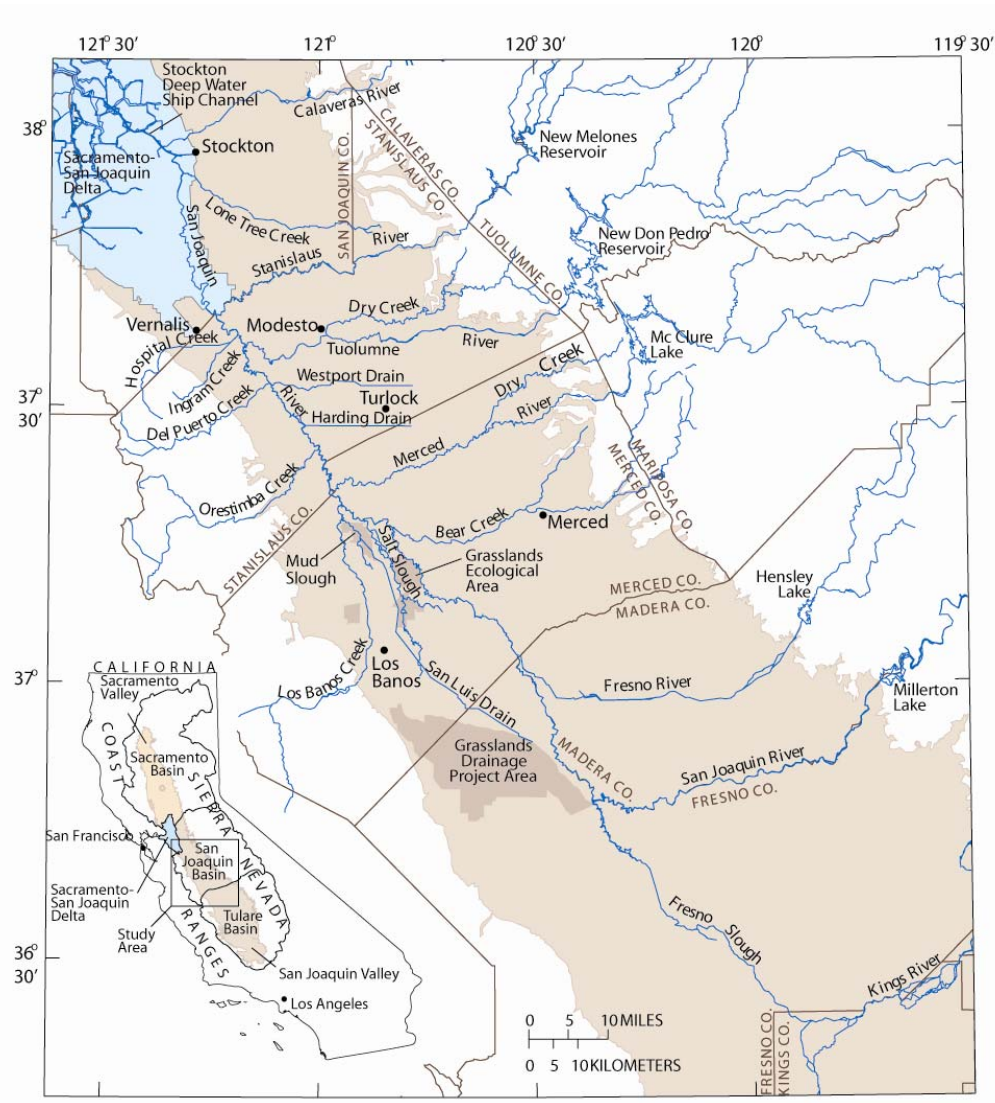 121° 30′
121°
120° 30′
120°
119° 30′
38°
37°
30′
37°
36°
30′
Stockton
Deep Water
Ship Channel
Calaveras River
CALAVERAS CO.
STANISLAUS CO.
New Melones
Reservoir
Stockton
Sacramento-
San Joaquin
Delta
SAN JOAQUIN CO.
San Joaquin
Lone Tree Creek
Stanislaus
River
TUOLUMNE CO.
New Don Pedro
Reservoir
Dry Creek
Vernalis
Modesto
Hospital Creek
Tuolumne
River
Mc Clure
Lake
Ingram Creek
Westport Drain
Dry Creek
Turlock
Del Puerto Creek
River
Harding Drain
River
Merced
MARIPOSA CO.
MERCED CO.
Orestimba Creek
STANISLAUS CO.
Bear Creek
Merced
Mud
Slough
Salt Slough
Grasslands
Ecological
Area
MERCED CO.
MADERA CO.
Hensley
Lake
Los Banos Creek
Los
Banos
San Luis Drain
Fresno River
Millerton
Lake
Grasslands
Drainage
Project Area
MADERA CO.
San Joaquin River
FRESNO CO.
Fresno Slough
Kings River
FRESNO CO.
KINGS CO.
CALIFORNIA
Sacramento
Valley
COAST
Sacramento
Basin
SIERRA NEVADA
San Francisco
San
Joaquin
Basin
Sacramento-
San Joaquin
Delta
RANGES
Tulare
Basin
Study
Area
San Joaquin Valley
Los Angeles
0 5 10 MILES
0 5 10 KILOMETERS